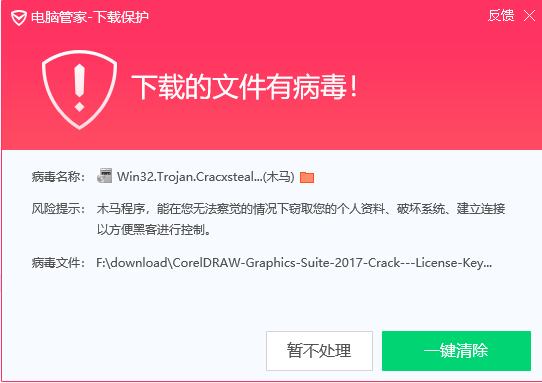 电脑管家-下载保护
反馈
下载的文件有病毒!
病毒名称: Win32.Trojan.Cracxsteal...(木马)
风险提示: 木马程序，能在您无法察觉的情况下窃取您的个人资料、破坏系统、建立连接
以方便黑客进行控制。
病毒文件: F:\download\CorelDRAW-Graphics-Suite-2017-Crack---License-Key...
暂不处理
一键清除